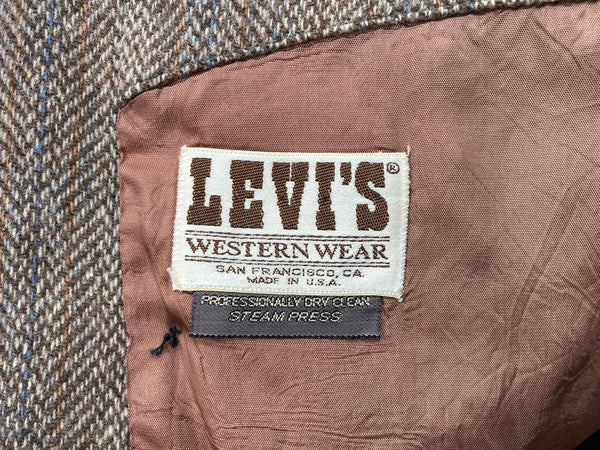 LEVI'S®
WESTERN WEAR
SAN FRANCISCO, CA.
MADE IN U.S.A.
PROFESSIONALLY DRY CLEAN
STEAM PRESS